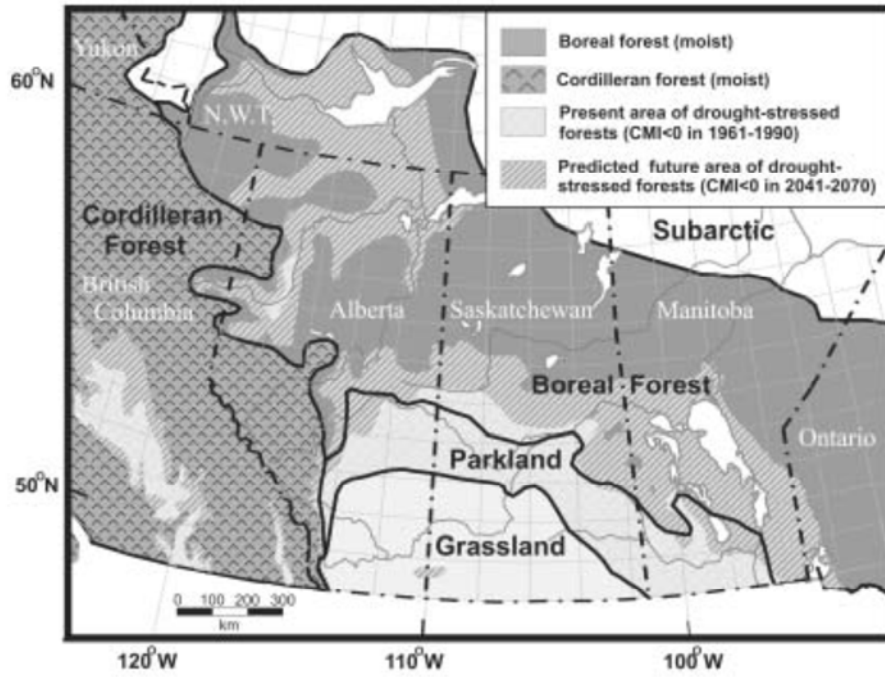 60°N
50°N
120°W
110°W
100°W
Yukon
N.W.T.
Cordilleran
Forest
British
Columbia
Alberta
Saskatchewan
Manitoba
Ontario
Subarctic
Boreal Forest
Parkland
Grassland
0 100 200 300
km
Boreal forest (moist)
Cordilleran forest (moist)
Present area of drought-stressed
forests (CMI<0 in 1961-1990)
Predicted future area of drought-
stressed forests (CMI<0 in 2041-2070)